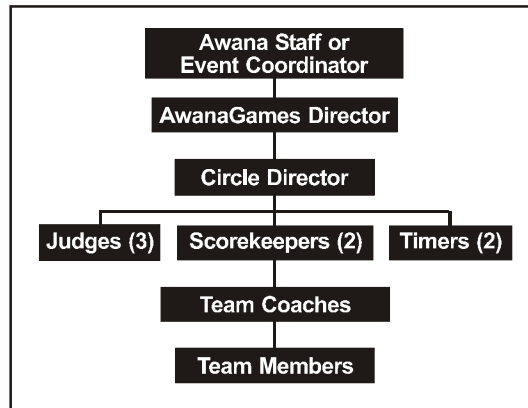 Awana Staff or
Event Coordinator
AwanaGames Director
Circle Director
Judges (3)
Scorekeepers (2)
Timers (2)
Team Coaches
Team Members